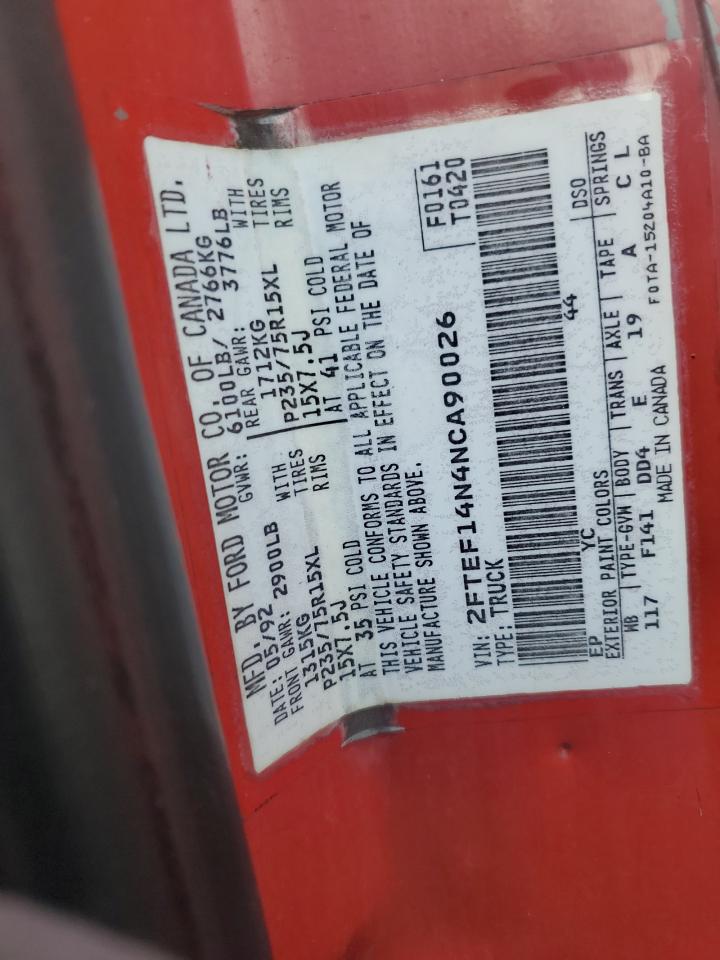 MFD. BY FORD MOTOR CO. OF CANADA LTD.
DATE: 05/92 GVWR: 6100LB/ 2766KG
FRONT GAWR: 2900LB REAR GAWR: 3776LB
1315KG WITH 1712KG WITH
P235/75R15XL TIRES P235/75R15XL TIRES
15X7.5J RIMS 15X7.5J RIMS
AT 35 PSI COLD AT 41 PSI COLD
THIS VEHICLE CONFORMS TO ALL APPLICABLE FEDERAL MOTOR
VEHICLE SAFETY STANDARDS IN EFFECT ON THE DATE OF
MANUFACTURE SHOWN ABOVE.
F0161
T0420
VIN: 2FTEF14N4NCA90026
TYPE: TRUCK
44
EP YC DSO
EXTERIOR PAINT COLORS
WB TYPE-GVW BODY TRANS AXLE TAPE SPRINGS
117 F141 DD4 E 19 A C L
MADE IN CANADA F0TA-15204A10-BA